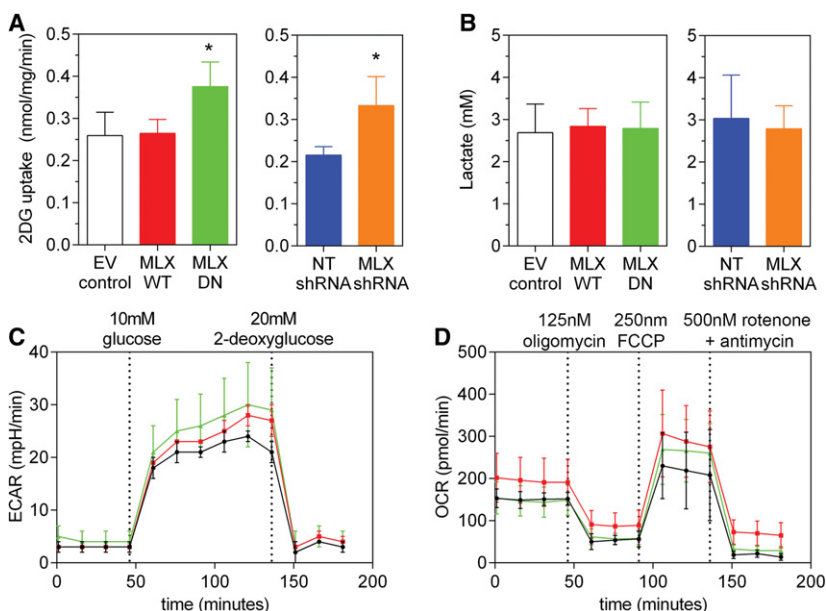 A
2DG uptake (nmol/mg/min)
0.5
0.4
0.3
0.2
0.1
0.0
*
EV
control
MLX
WT
MLX
DN
0.5
0.4
0.3
0.2
0.1
0.0
*
NT
shRNA
MLX
shRNA
B
Lactate (mM)
5
4
3
2
1
0
EV
control
MLX
WT
MLX
DN
5
4
3
2
1
0
NT
shRNA
MLX
shRNA
C
10mM
glucose
20mM
2-deoxyglucose
ECAR (mpH/min)
40
30
20
10
0
0 50 100 150 200
time (minutes)
D
125nM
oligomycin
250nm
FCCP
500nM rotenone
+ antimycin
OCR (pmol/min)
500
400
300
200
100
0
0 50 100 150 200
time (minutes)